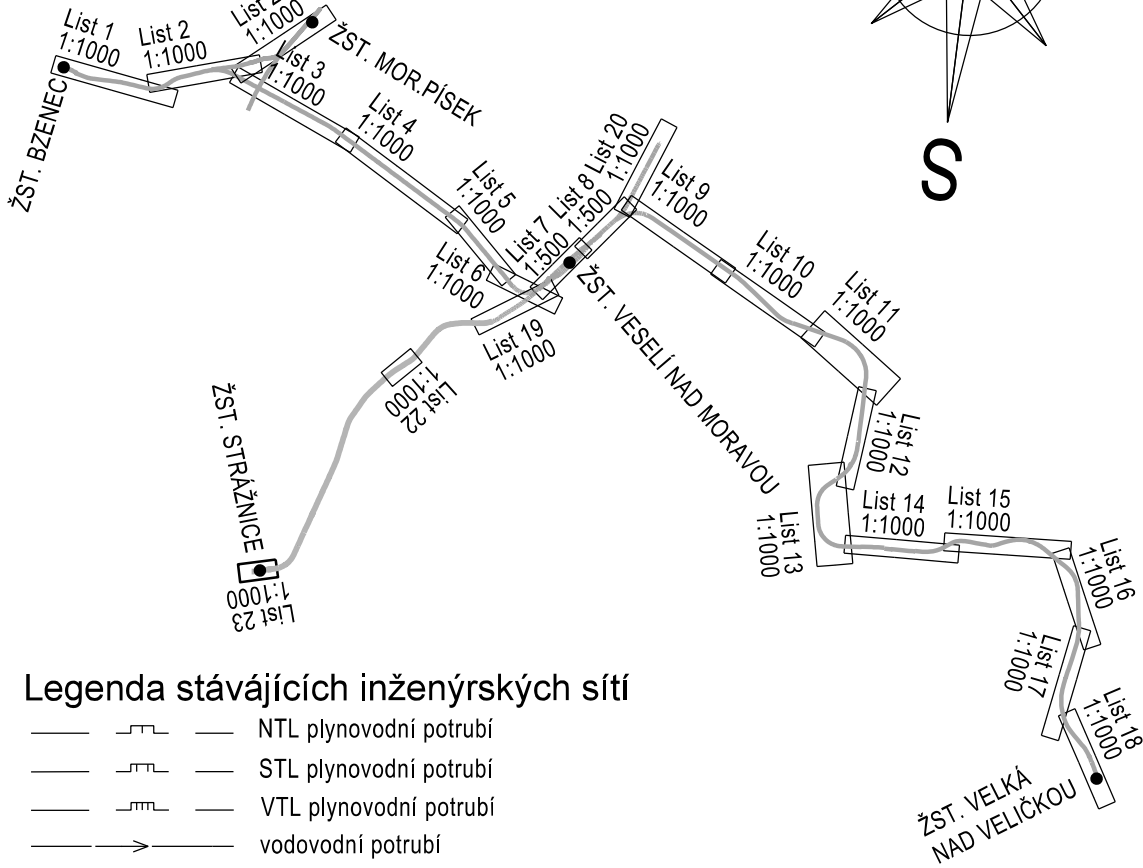 List 1
1:1000
List 2
1:1000
List 2
1:1000
List 3
1:1000
ŽST. MOR.PÍSEK
ŽST. BZENEC
List 4
1:1000
List 5
1:1000
List 6
1:1000
List 7
1:500
List 8
1:500
List 20
1:1000
List 9
1:1000
List 10
1:1000
List 11
1:1000
S
List 19
1:1000
ŽST. VESELÍ NAD MORAVOU
List 22
1:1000
ŽST. STRÁŽNICE
List 23
1:1000
List 12
1:1000
List 13
1:1000
List 14
1:1000
List 15
1:1000
List 16
1:1000
List 17
1:1000
List 18
1:1000
ŽST. VELKÁ
NAD VELIČKOU
Legenda stávájících inženýrských sítí
NTL plynovodní potrubí
STL plynovodní potrubí
VTL plynovodní potrubí
vodovodní potrubí